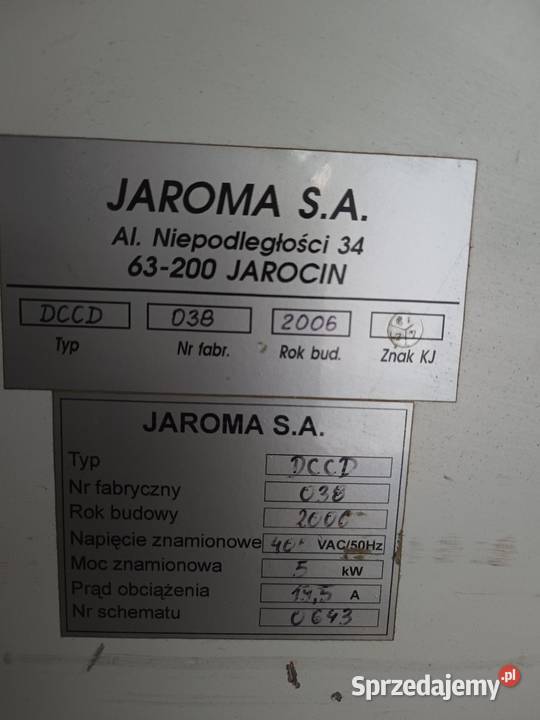 JAROMA S.A.
Al. Niepodległości 34
63-200 JAROCIN
DCCD 038 2006
Typ Nr fabr. Rok bud. Znak KJ
JAROMA S.A.
Typ DCCD
Nr fabryczny 038
Rok budowy 2006
Napięcie znamionowe VAC/50Hz
Moc znamionowa 5 kW
Prąd obciążenia A
Nr schematu 0643
Sprzedajemy.pl